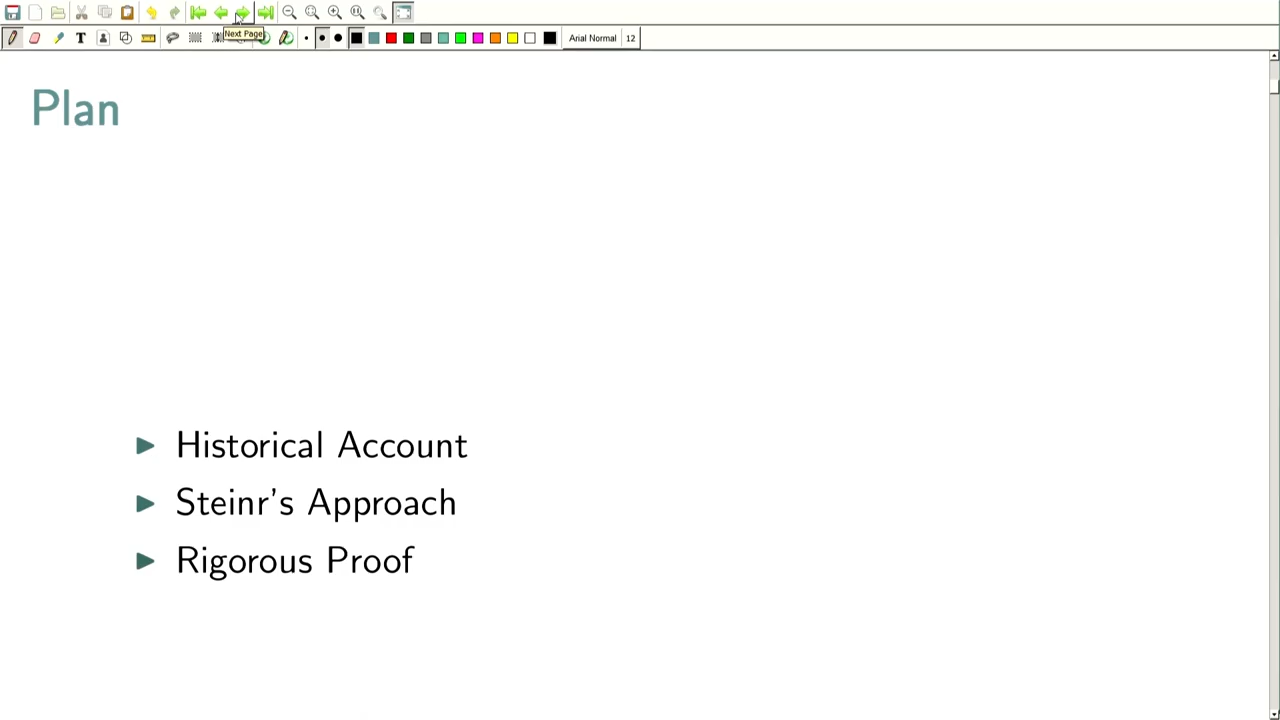 Next Page
Arial Normal 12
Plan
Historical Account
Steinr's Approach
Rigorous Proof